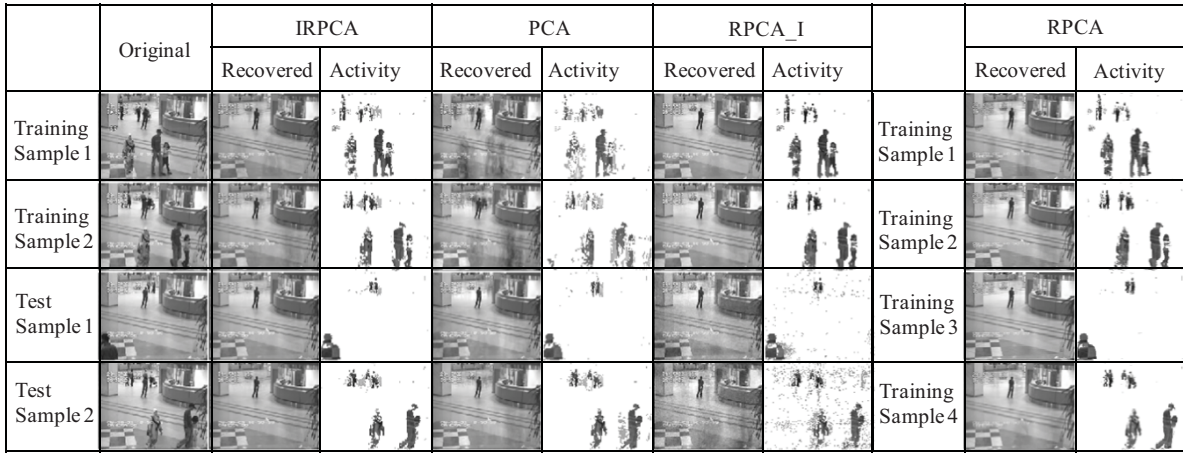 Original
IRPCA
PCA
RPCA_I
RPCA
Recovered
Activity
Recovered
Activity
Recovered
Activity
Recovered
Activity
Training
Sample 1
Training
Sample 1
Training
Sample 2
Training
Sample 2
Test
Sample 1
Training
Sample 3
Test
Sample 2
Training
Sample 4